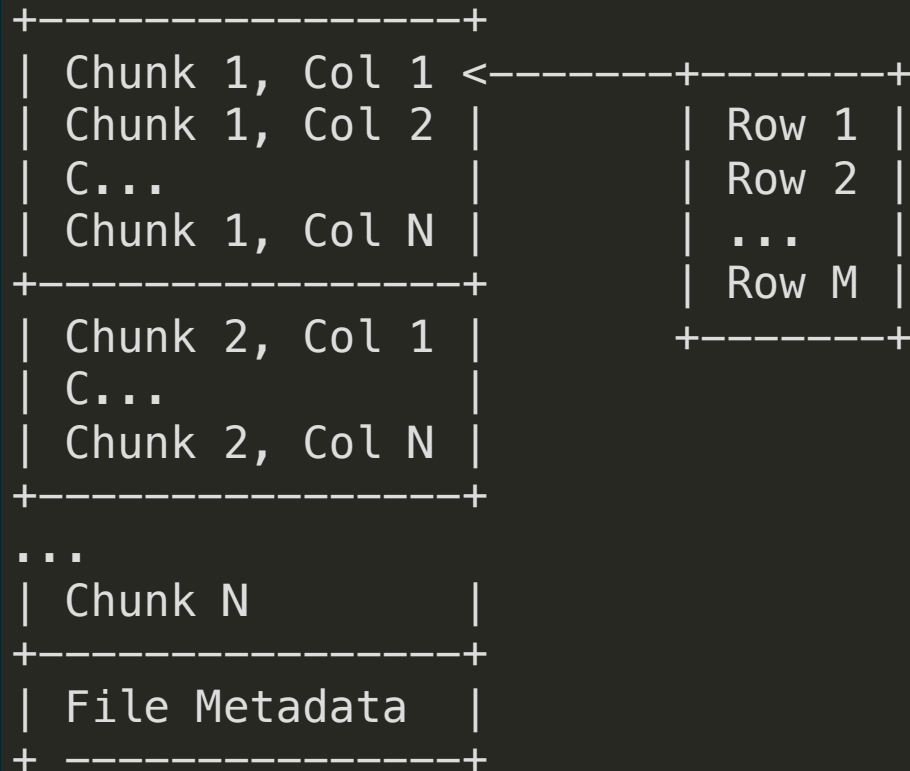 +----------------+
| Chunk 1, Col 1 <-------+-------+
| Chunk 1, Col 2 |       | Row 1 |
| C...           |       | Row 2 |
| Chunk 1, Col N |       | ...   |
+----------------+       | Row M |
| Chunk 2, Col 1 |       +-------+
| C...           |
| Chunk 2, Col N |
+----------------+
...
| Chunk N        |
+----------------+
| File Metadata  |
+ ---------------+